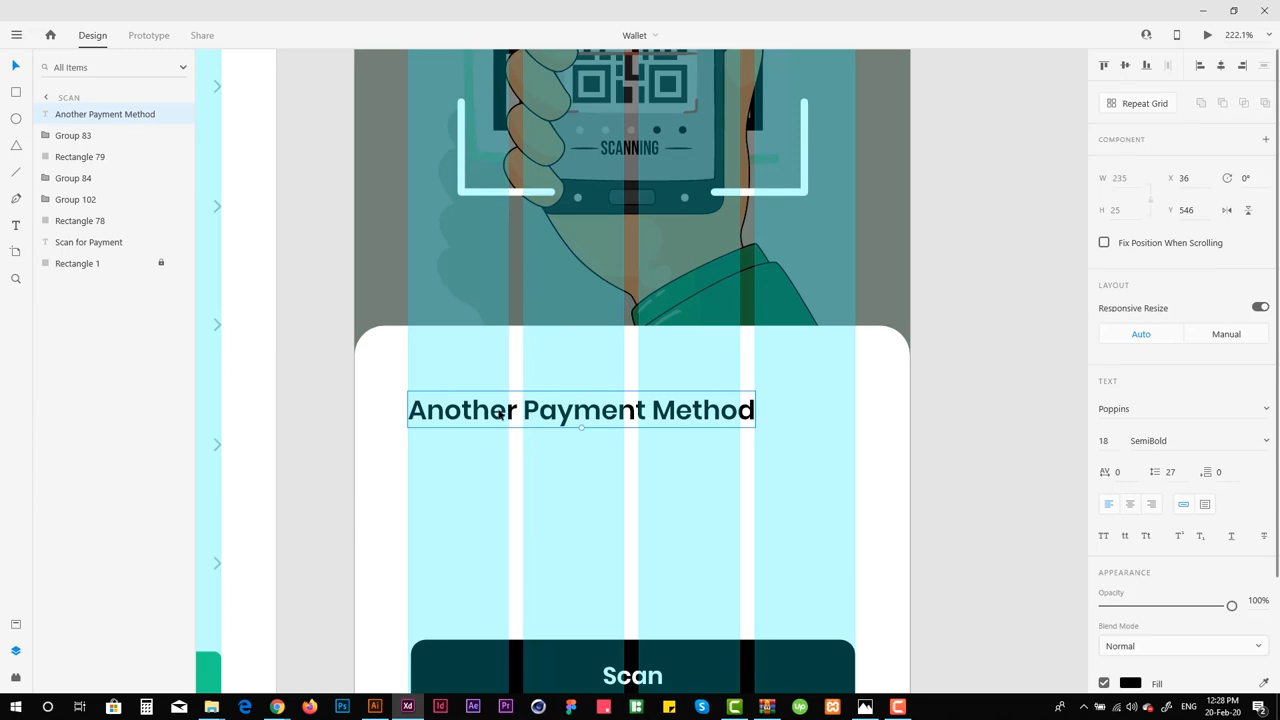 Design
Prototype
Share
Wallet
222.1%
All Items
SCAN
Another Payment Method
Group 83
Rectangle 79
Group 84
Group 102
Rectangle 78
Scan for Payment
Rectangle 1
SCANNING
Another Payment Method
Scan
Repeat Grid
COMPONENT
W 235
X 36
0°
H 25
Y 546
Fix Position When Scrolling
LAYOUT
Responsive Resize
Auto
Manual
TEXT
Poppins
18
SemiBold
0
27
0
TT
tt
Tt
APPEARANCE
Opacity
100%
Blend Mode
Normal
Fill
ENG
12:28 PM
20-Feb-20